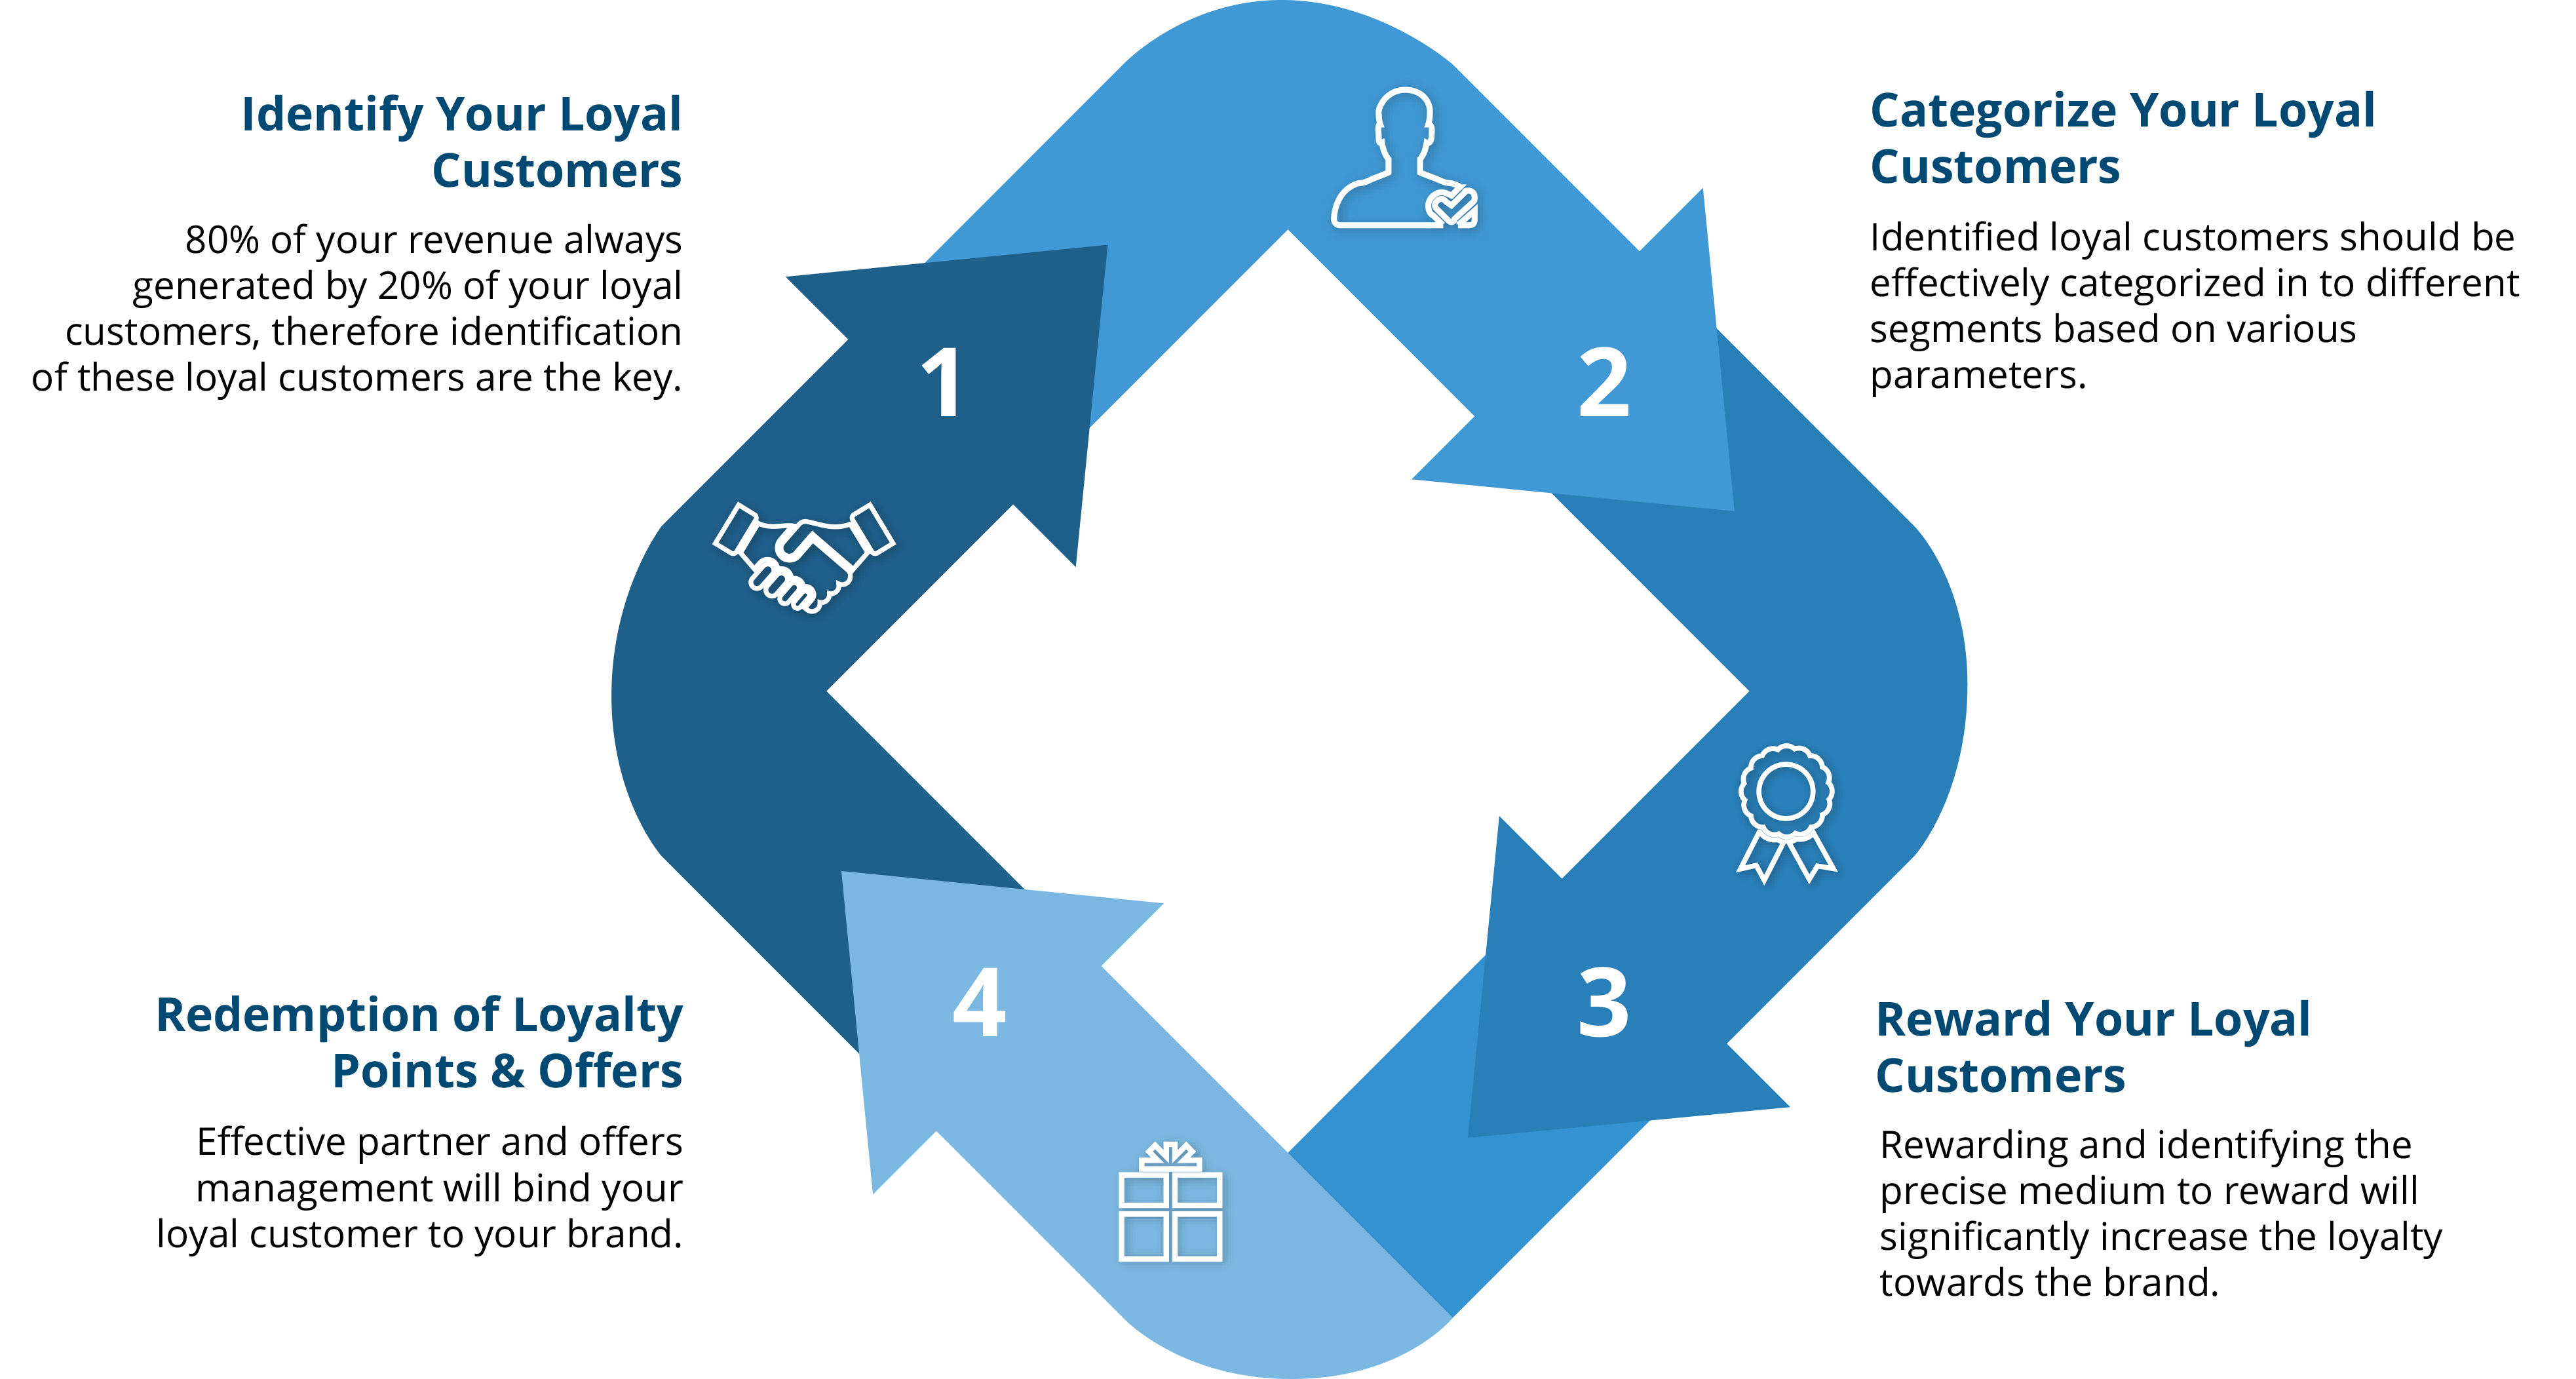 Identify Your Loyal
Customers
80% of your revenue always
generated by 20% of your loyal
customers, therefore identification
of these loyal customers are the key.
1
2
Categorize Your Loyal
Customers
Identified loyal customers should be
effectively categorized in to different
segments based on various
parameters.
3
Reward Your Loyal
Customers
Rewarding and identifying the
precise medium to reward will
significantly increase the loyalty
towards the brand.
4
Redemption of Loyalty
Points & Offers
Effective partner and offers
management will bind your
loyal customer to your brand.